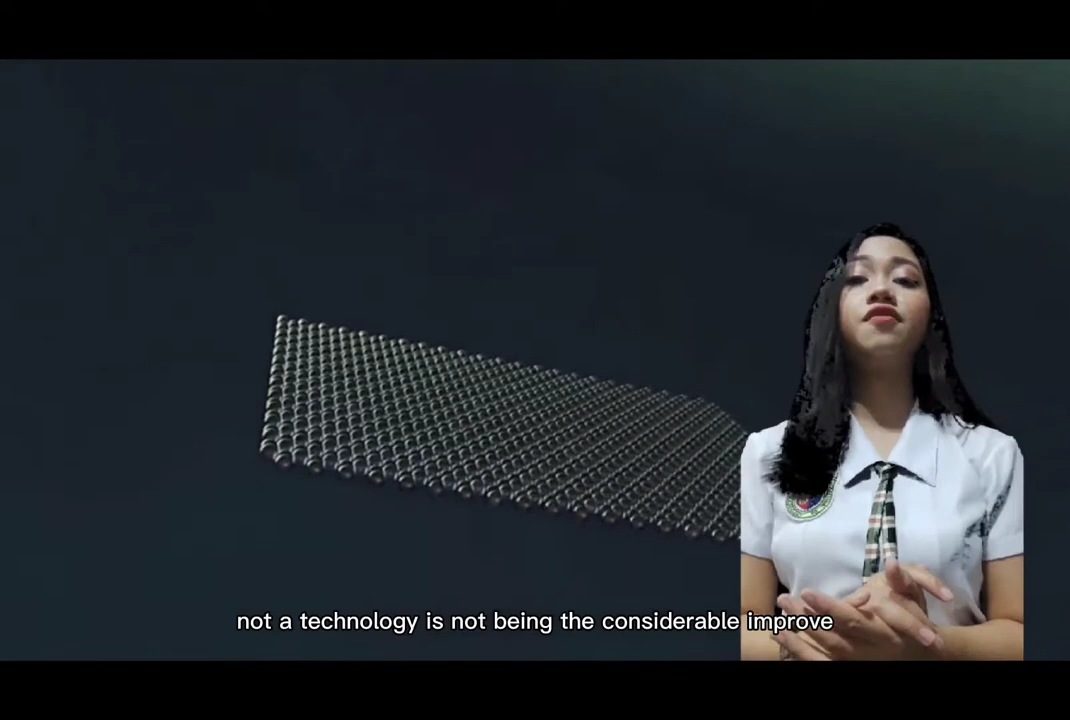 not a technology is not being the considerable improve